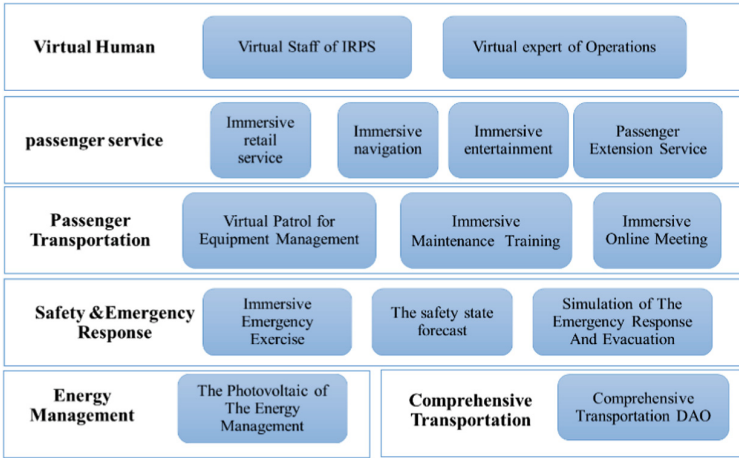 Virtual Human
Virtual Staff of IRPS
Virtual expert of Operations
passenger service
Immersive
retail
service
Immersive
navigation
Immersive
entertainment
Passenger
Extension Service
Passenger
Transportation
Virtual Patrol for
Equipment Management
Immersive
Maintenance Training
Immersive
Online Meeting
Safety &Emergency
Response
Immersive
Emergency
Exercise
The safety state
forecast
Simulation of The
Emergency Response
And Evacuation
Energy
Management
The Photovoltaic of
The Energy
Management
Comprehensive
Transportation
Comprehensive
Transportation DAO